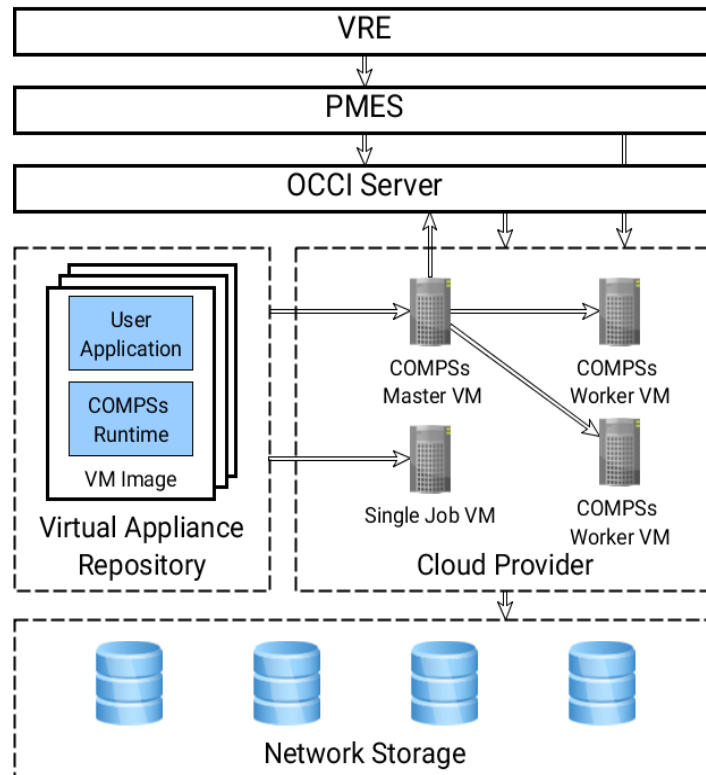 VRE
PMES
OCCI Server
User
Application
COMPSs
Runtime
VM Image
Virtual Appliance
Repository
COMPSs
Master VM
COMPSs
Worker VM
Single Job VM
COMPSs
Worker VM
Cloud Provider
Network Storage